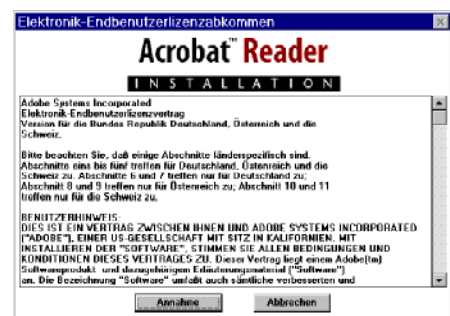 Elektronik-Endbenutzerlizenzabkommen
Acrobat™ Reader
INSTALLATION
Adobe Systems Incorporated
Elektronik-Endbenutzerlizenzvertrag
Version für die Bundes Republik Deutschland, Österreich und die
Schweiz.
Bitte beachten Sie, daß einige Abschnitte länderspezifisch sind.
Abschnitte eins bis fünf treffen für Deutschland, Österreich und die
Schweiz zu. Abschnitte 6 und 7 treffen nur für Deutschland zu;
Abschnitt 8 und 9 treffen nur für Österreich zu; Abschnitt 10 und 11
treffen nur für die Schweiz zu.
BENUTZERHINWEIS:
DIES IST EIN VERTRAG ZWISCHEN IHNEN UND ADOBE SYSTEMS INCORPORATED
("ADOBE"), EINER US-GESELLSCHAFT MIT SITZ IN KALIFORNIEN. MIT
INSTALLIEREN DER "SOFTWARE", STIMMEN SIE ALLEN BEDINGUNGEN UND
KONDITIONEN DIESES VERTRAGES ZU. Dieser Vertrag liegt einem Adobe(tm)
Softwareprodukt und dazugehörigen Erläuterungsmaterial ("Software")
an. Die Bezeichnung "Software" umfaßt auch sämtliche verbesserten und
Annahme
Abbrechen